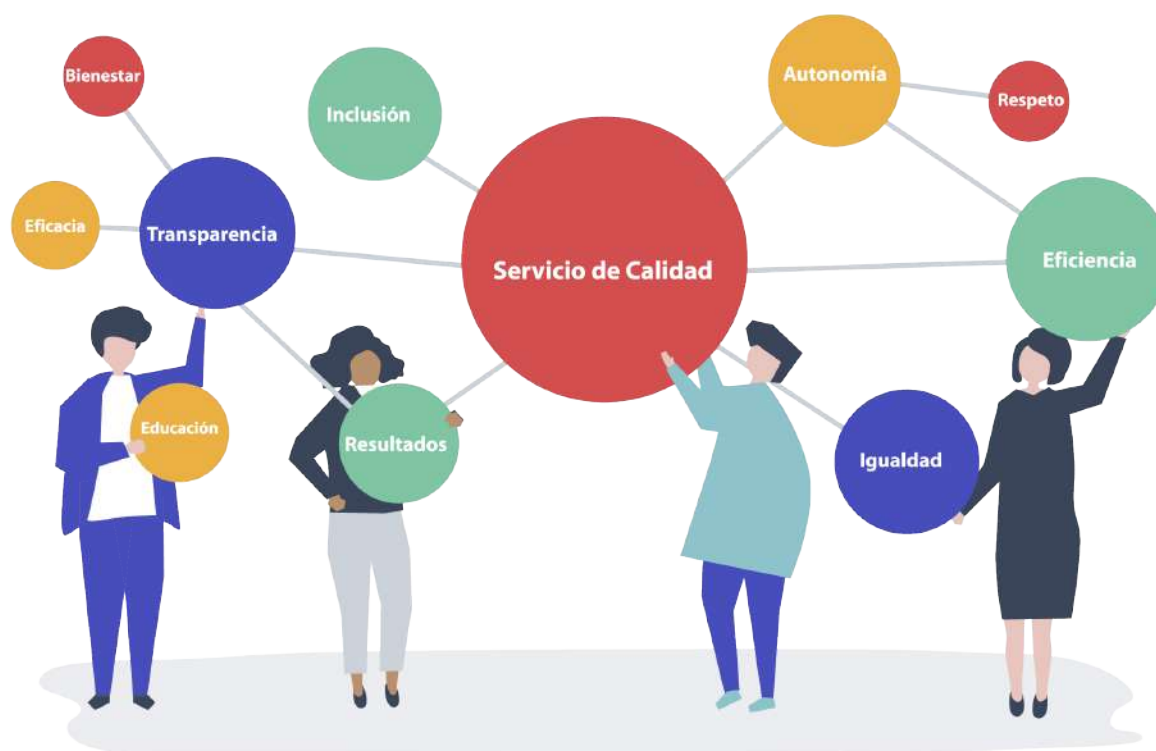 Bienestar
Inclusión
Autonomía
Respeto
Eficacia
Transparencia
Servicio de Calidad
Eficiencia
Educación
Resultados
Igualdad